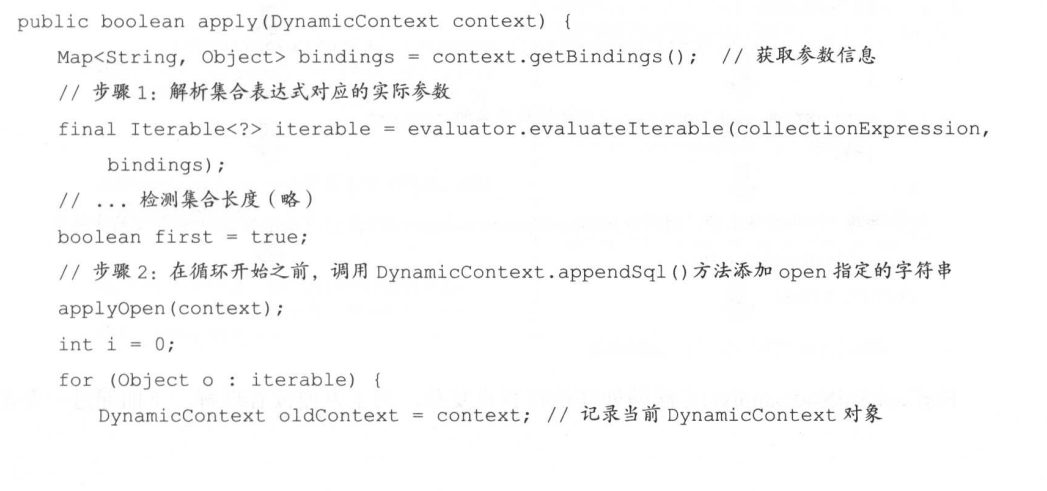 public boolean apply(DynamicContext context) {
Map<String, Object> bindings = context.getBindings(); // 获取参数信息
// 步骤 1：解析集合表达式对应的实际参数
final Iterable<?> iterable = evaluator.evaluateIterable(collectionExpression,
bindings);
// ... 检测集合长度（略）
boolean first = true;
// 步骤 2：在循环开始之前，调用 DynamicContext.appendSql()方法添加 open 指定的字符串
applyOpen(context);
int i = 0;
for (Object o : iterable) {
DynamicContext oldContext = context; // 记录当前 DynamicContext 对象